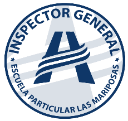 INSPECTOR GENERAL
ESCUELA PARTICULAR LAS MARIPOSAS